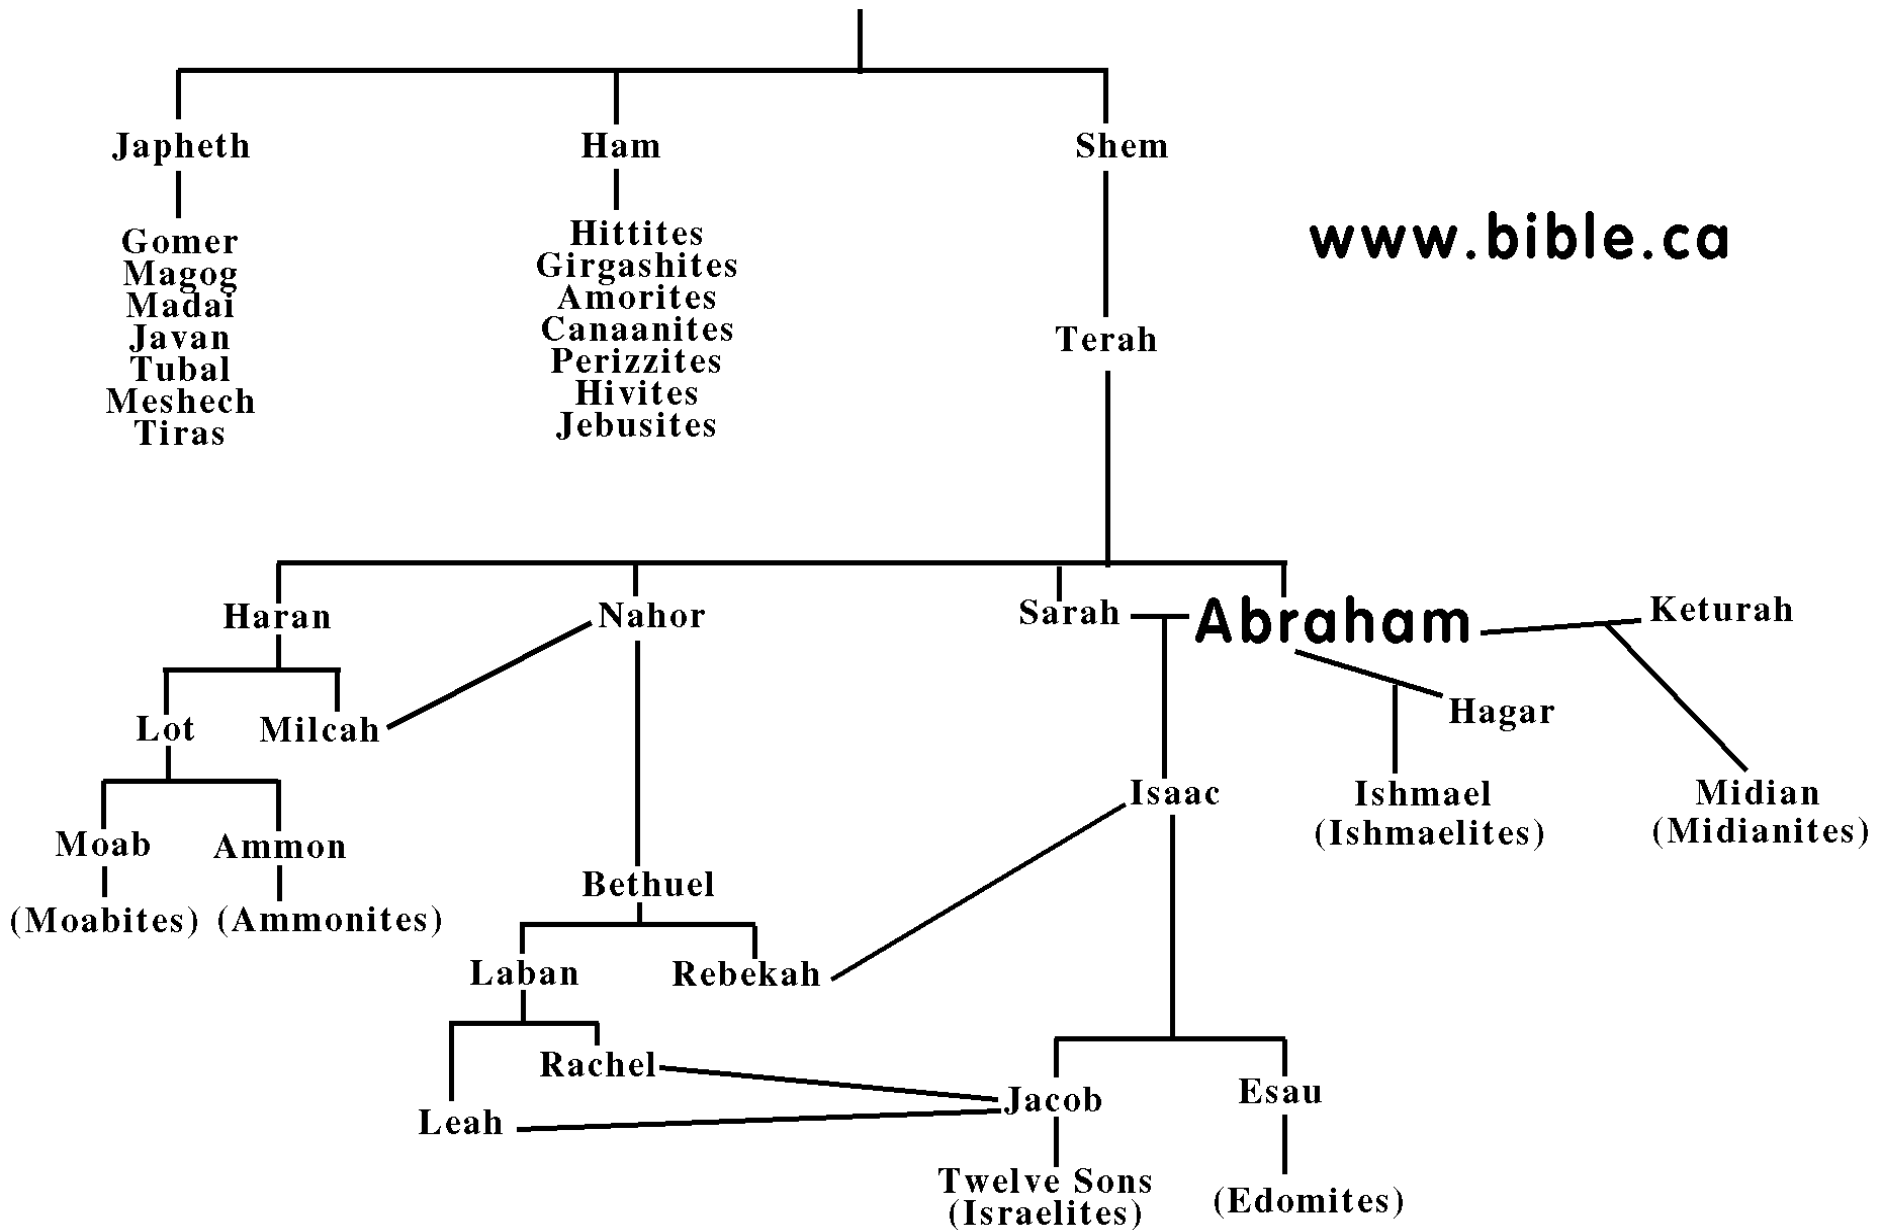 Japheth
Ham
Shem
Gomer
Magog
Madai
Javan
Tubal
Meshech
Tiras
Hittites
Girgashites
Amorites
Canaanites
Perizzites
Hivites
Jebusites
www.bible.ca
Terah
Haran
Nahor
Sarah
Abraham
Keturah
Lot
Milcah
Hagar
Isaac
Ishmael
(Ishmaelites)
Midian
(Midianites)
Moab
Ammon
(Moabites)
(Ammonites)
Bethuel
Laban
Rebekah
Rachel
Leah
Jacob
Esau
Twelve Sons
(Israelites)
(Edomites)